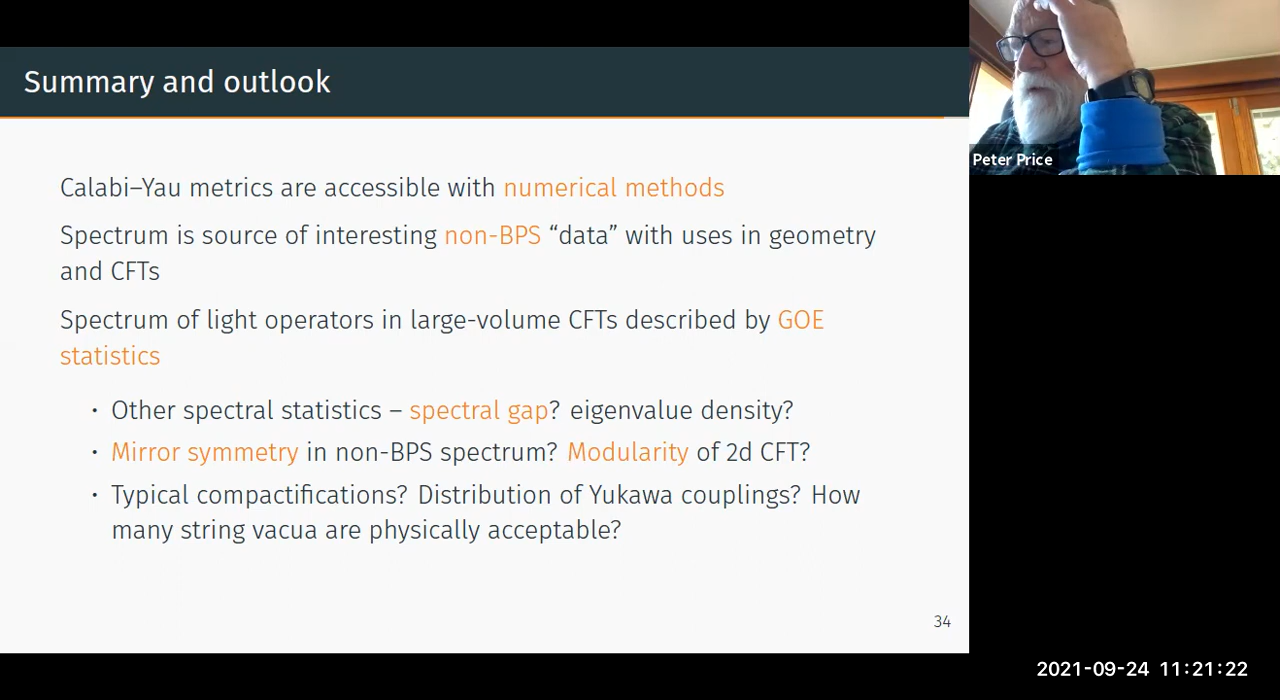 Summary and outlook
Calabi–Yau metrics are accessible with numerical methods
Spectrum is source of interesting non-BPS “data” with uses in geometry
and CFTs
Spectrum of light operators in large-volume CFTs described by GOE
statistics
• Other spectral statistics – spectral gap? eigenvalue density?
• Mirror symmetry in non-BPS spectrum? Modularity of 2d CFT?
• Typical compactifications? Distribution of Yukawa couplings? How
many string vacua are physically acceptable?
34
Peter Price
2021-09-24 11:21:22